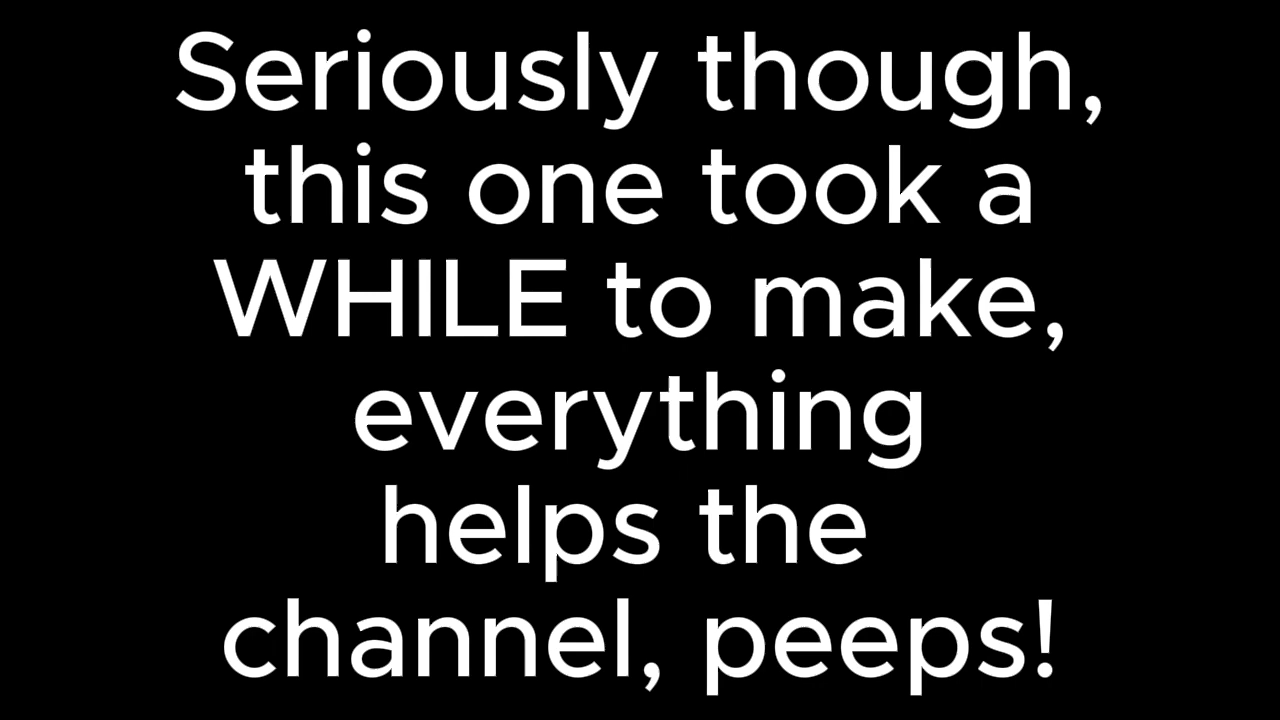 Seriously though,
this one took a
WHILE to make,
everything
helps the
channel, peeps!